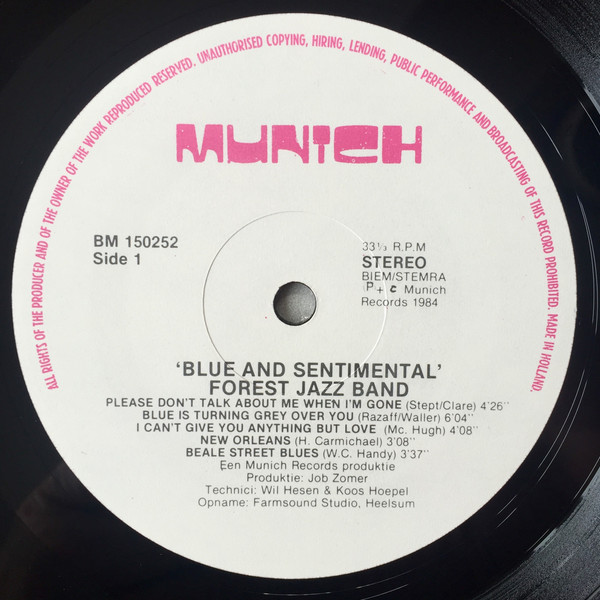 ALL RIGHTS OF THE PRODUCER AND OF THE OWNER OF THE WORK REPRODUCED RESERVED. UNAUTHORISED COPYING, HIRING, LENDING, PUBLIC PERFORMANCE AND BROADCASTING OF THIS RECORD PROHIBITED. MADE IN HOLLAND.
MUNICH
BM 150252
Side 1
33⅓ R.P.M
STEREO
BIEM/STEMRA
P + c Munich
Records 1984
'BLUE AND SENTIMENTAL'
FOREST JAZZ BAND
PLEASE DON'T TALK ABOUT ME WHEN I'M GONE (Stept/Clare) 4'26"
BLUE IS TURNING GREY OVER YOU (Razaff/Waller) 6'04"
I CAN'T GIVE YOU ANYTHING BUT LOVE (Mc. Hugh) 4'08"
NEW ORLEANS (H. Carmichael) 3'08"
BEALE STREET BLUES (W.C. Handy) 3'37"
Een Munich Records produktie
Produktie: Job Zomer
Technici: Wil Hesen & Koos Hoepel
Opname: Farmsound Studio, Heelsum